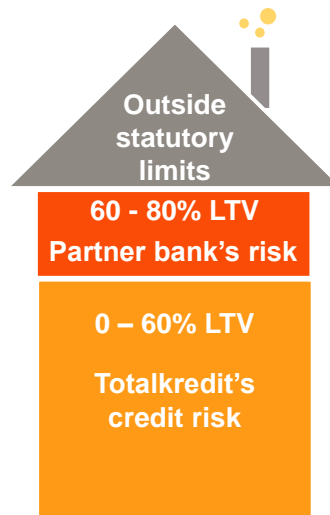 Outside
statutory
limits
60 - 80% LTV
Partner bank's risk
0 – 60% LTV
Totalkredit's
credit risk